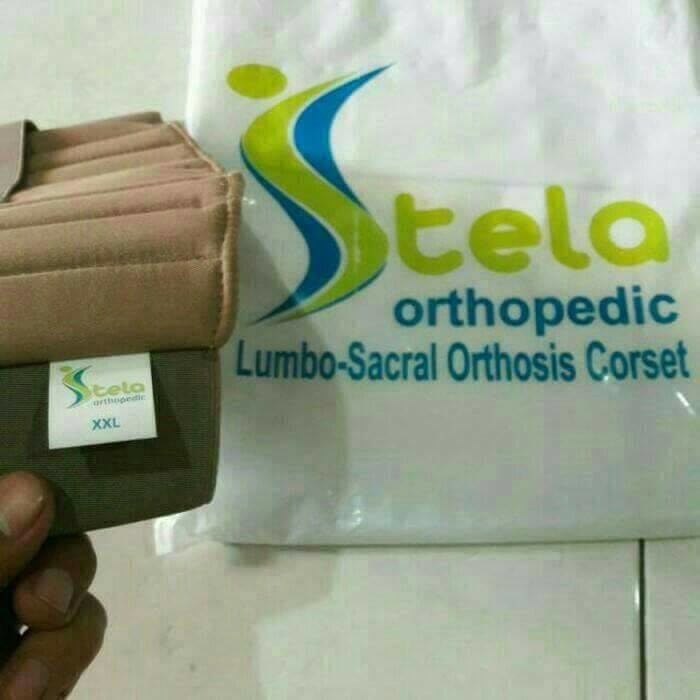 Stela
orthopedic
Lumbo-Sacral Orthosis Corset
Stela
orthopedic
XXL